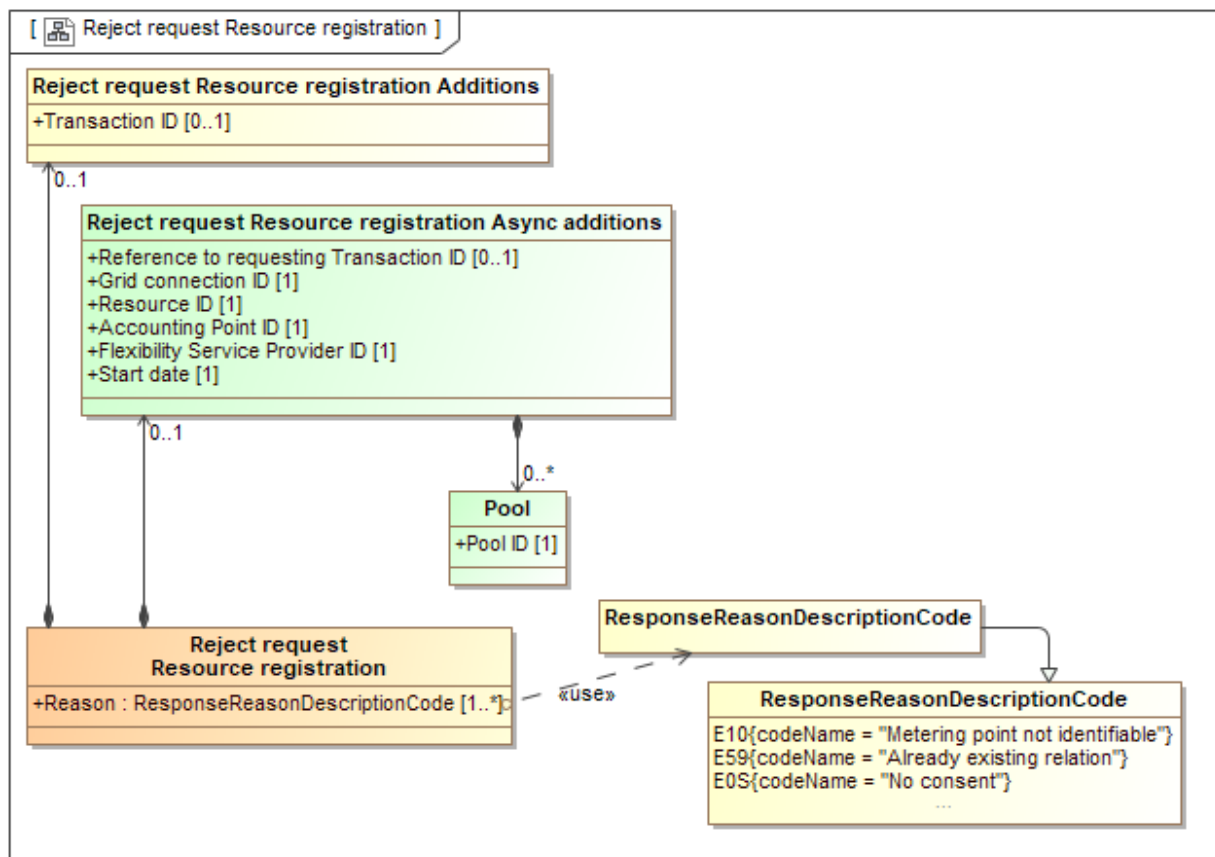 [ Reject request Resource registration ]
Reject request Resource registration Additions
+Transaction ID [0..1]
0..1
Reject request Resource registration Async additions
+Reference to requesting Transaction ID [0..1]
+Grid connection ID [1]
+Resource ID [1]
+Accounting Point ID [1]
+Flexibility Service Provider ID [1]
+Start date [1]
0..1
0..*
Pool
+Pool ID [1]
Reject request
Resource registration
+Reason : ResponseReasonDescriptionCode [1..*]
«use»
ResponseReasonDescriptionCode
ResponseReasonDescriptionCode
E10{codeName = "Metering point not identifiable"}
E59{codeName = "Already existing relation"}
E0S{codeName = "No consent"}
...